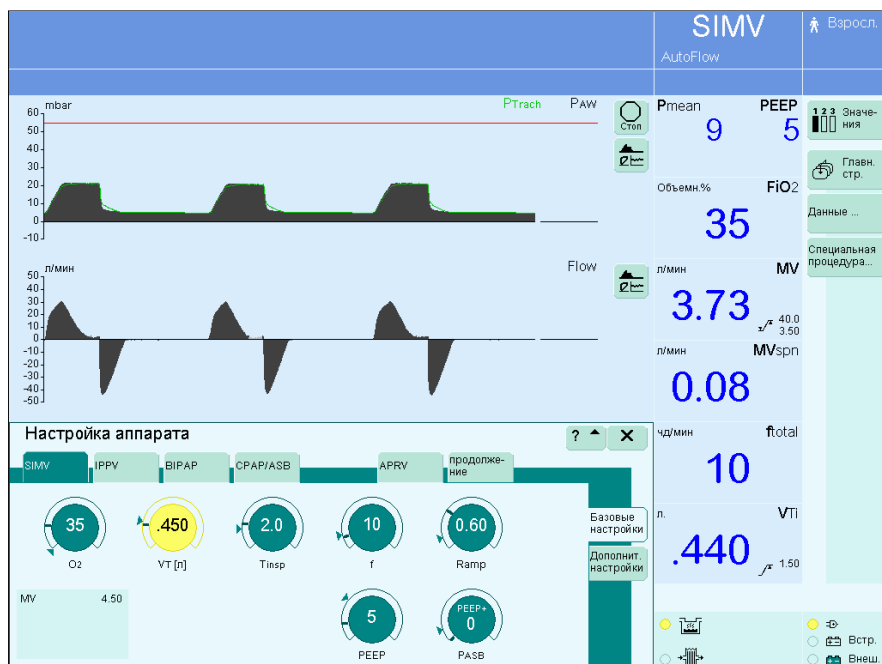 SIMV
AutoFlow
Взросл.
mbar
PTrach
PAW
60
50
40
30
20
10
0
-10
Стоп
Pmean
PEEP
9
5
1 2 3
Значе-
ния
Главн.
стр.
Объемн.%
FiO2
35
Данные ...
Специальная
процедура...
л/мин
Flow
50
40
30
20
10
0
-10
-20
-30
-40
-50
л/мин
MV
3.73
40.0
3.50
л/мин
MVspn
0.08
Настройка аппарата
?
SIMV
IPPV
BIPAP
CPAP/ASB
APRV
продолже-
ние
чд/мин
ftotal
10
35
.450
2.0
10
0.60
O2
VT [л]
Tinsp
f
Ramp
Базовые
настройки
Дополнит.
настройки
л.
VTi
.440
1.50
MV
4.50
5
PEEP+
0
PEEP
PASB
Встр.
Внеш.